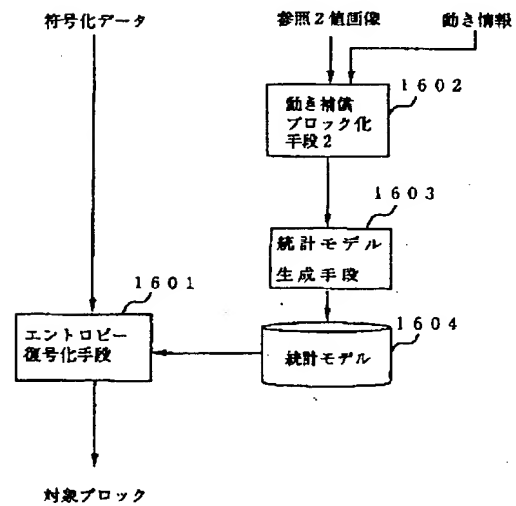 符号化データ
参照2値画像
動き情報
1602
動き補償
ブロック化
手段2
1603
統計モデル
生成手段
1601
1604
エントロピー
復号化手段
統計モデル
対象ブロック